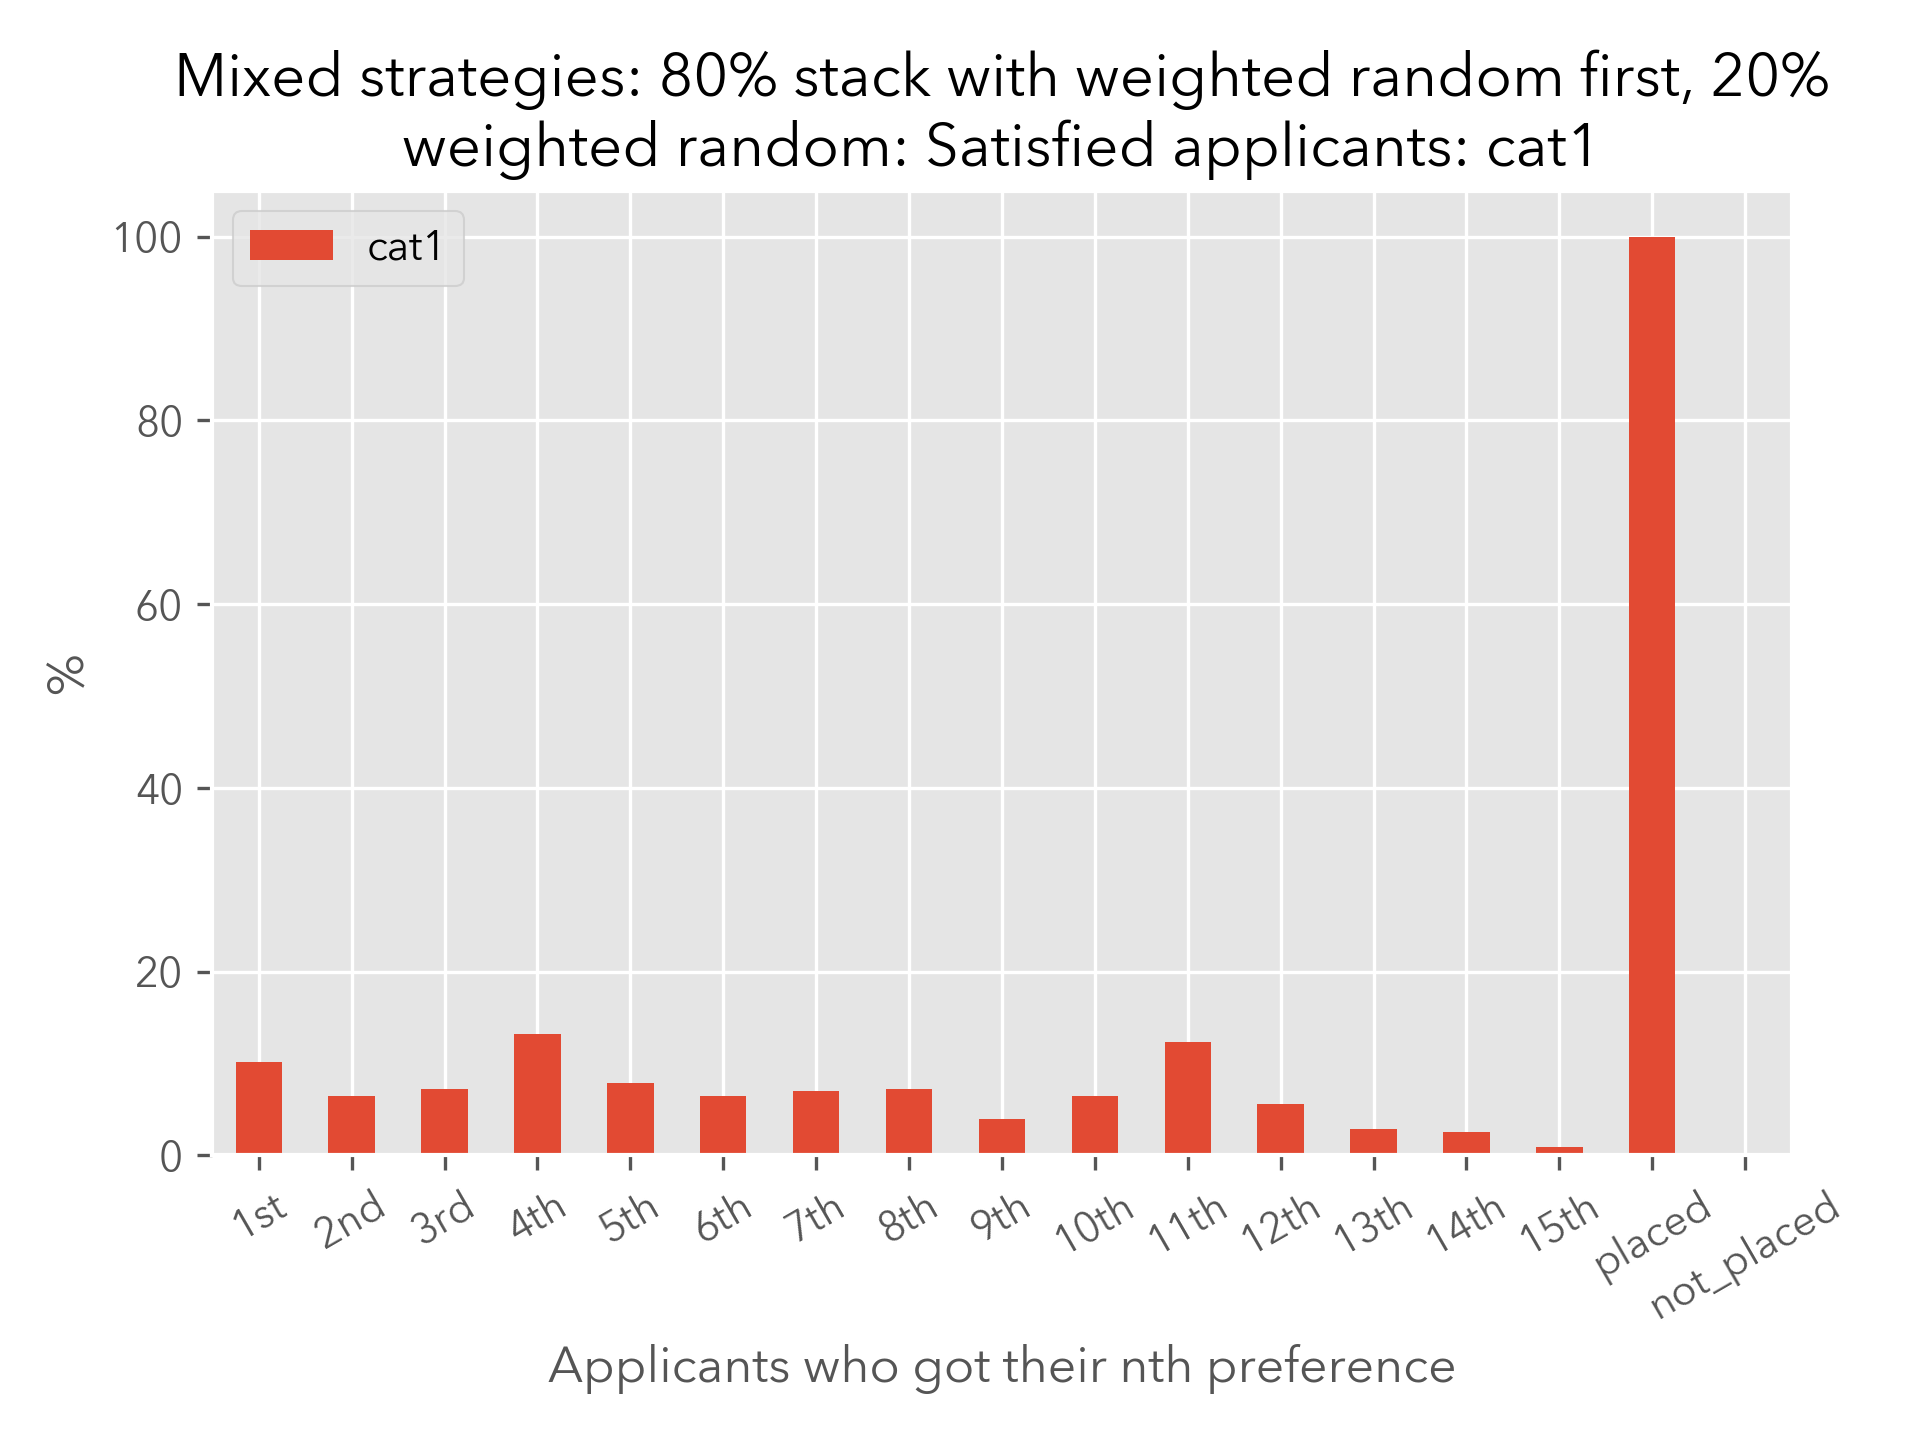 Mixed strategies: 80% stack with weighted random first, 20%
weighted random: Satisfied applicants: cat1
cat1
100
80
60
40
20
0
%
1st
2nd
3rd
4th
5th
6th
7th
8th
9th
10th
11th
12th
13th
14th
15th
placed
not_placed
Applicants who got their nth preference